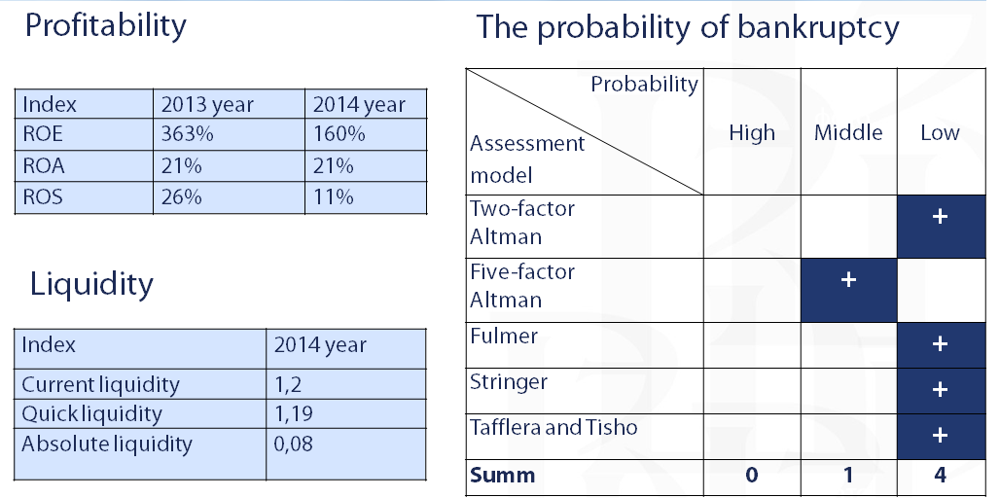 Profitability
Index 2013 year 2014 year
ROE 363% 160%
ROA 21% 21%
ROS 26% 11%
Liquidity
Index 2014 year
Current liquidity 1,2
Quick liquidity 1,19
Absolute liquidity 0,08
The probability of bankruptcy
Probability
Assessment
model
High Middle Low
Two-factor
Altman +
Five-factor
Altman +
Fulmer +
Stringer +
Tafflera and Tisho +
Summ 0 1 4